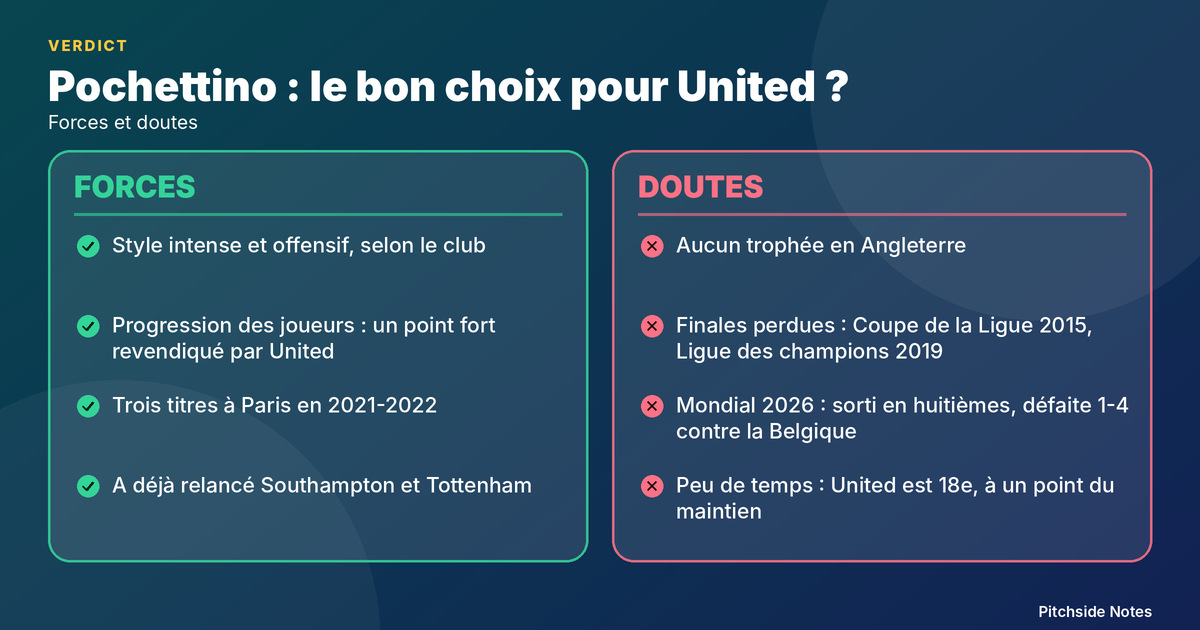 VERDICT
Pochettino : le bon choix pour United ?
Forces et doutes
FORCES
Style intense et offensif, selon le club
Progression des joueurs : un point fort
revendiqué par United
Trois titres à Paris en 2021-2022
A déjà relancé Southampton et Tottenham
DOUTES
Aucun trophée en Angleterre
Finales perdues : Coupe de la Ligue 2015,
Ligue des champions 2019
Mondial 2026 : sorti en huitièmes, défaite 1-4
contre la Belgique
Peu de temps : United est 18e, à un point du
maintien
Pitchside Notes